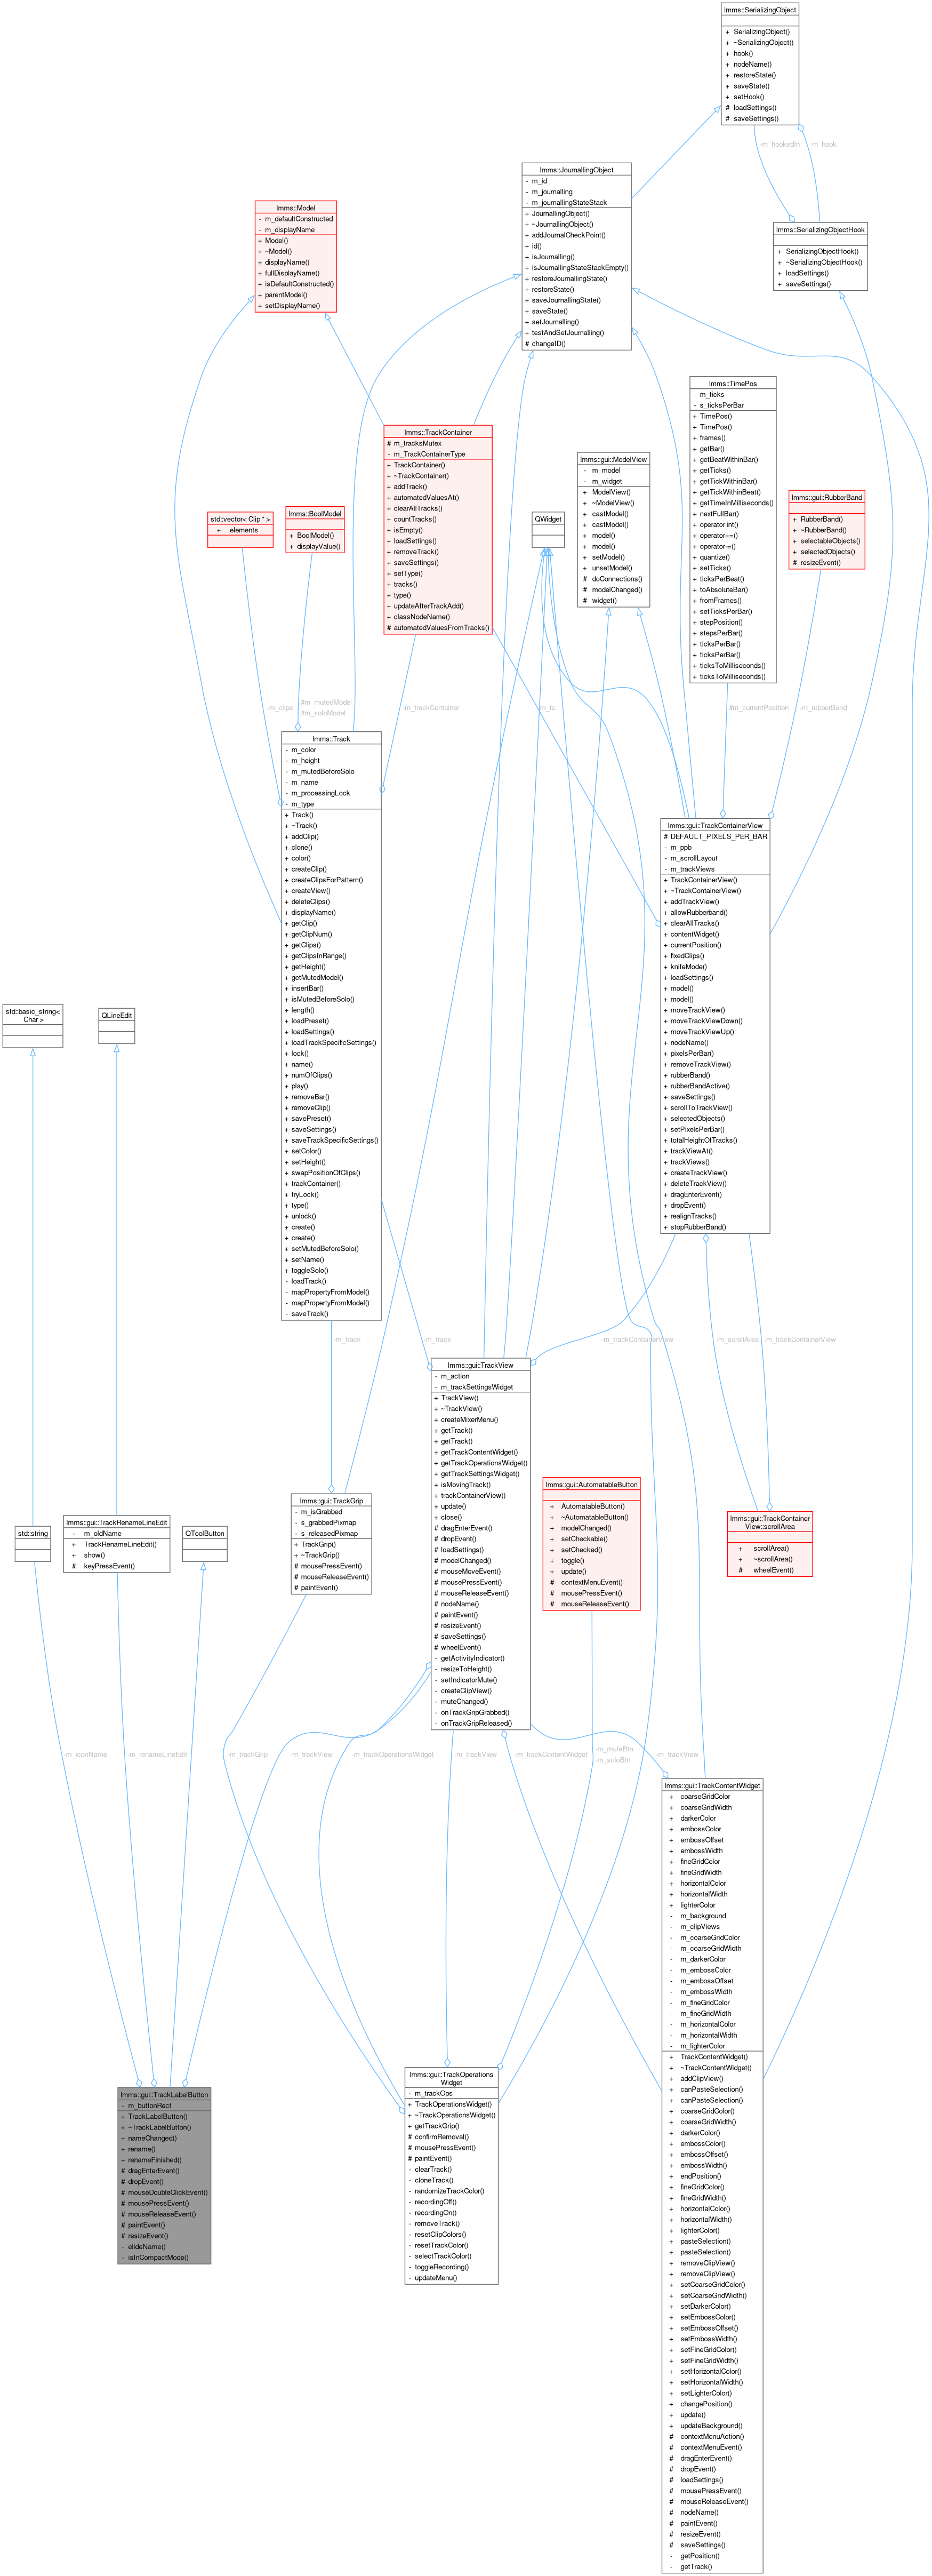 lmms::SerializingObject
+ SerializingObject()
+ ~SerializingObject()
+ hook()
+ nodeName()
+ restoreState()
+ saveState()
+ setHook()
# loadSettings()
# saveSettings()
-m_hookedIn
-m_hook
lmms::JournallingObject
- m_id
- m_journalling
- m_journallingStateStack
+ JournallingObject()
+ ~JournallingObject()
+ addJournalCheckPoint()
+ id()
+ isJournalling()
+ isJournallingStateStackEmpty()
+ restoreJournallingState()
+ restoreState()
+ saveJournallingState()
+ saveState()
+ setJournalling()
+ testAndSetJournalling()
# changeID()
lmms::Model
- m_defaultConstructed
- m_displayName
+ Model()
+ ~Model()
+ displayName()
+ fullDisplayName()
+ isDefaultConstructed()
+ parentModel()
+ setDisplayName()
lmms::SerializingObjectHook
+ SerializingObjectHook()
+ ~SerializingObjectHook()
+ loadSettings()
+ saveSettings()
lmms::TimePos
- m_ticks
- s_ticksPerBar
+ TimePos()
+ TimePos()
+ frames()
+ getBar()
+ getBeatWithinBar()
+ getTicks()
+ getTickWithinBar()
+ getTickWithinBeat()
+ getTimeInMilliseconds()
+ nextFullBar()
+ operator int()
+ operator+=()
+ operator-=()
+ quantize()
+ setTicks()
+ ticksPerBeat()
+ toAbsoluteBar()
+ fromFrames()
+ setTicksPerBar()
+ stepPosition()
+ stepsPerBar()
+ ticksPerBar()
+ ticksPerBar()
+ ticksToMilliseconds()
+ ticksToMilliseconds()
lmms::TrackContainer
# m_tracksMutex
- m_TrackContainerType
+ TrackContainer()
+ ~TrackContainer()
+ addTrack()
+ automatedValuesAt()
+ clearAllTracks()
+ countTracks()
+ isEmpty()
+ loadSettings()
+ removeTrack()
+ saveSettings()
+ setType()
+ tracks()
+ type()
+ updateAfterTrackAdd()
+ classNodeName()
# automatedValuesFromTracks()
lmms::gui::ModelView
- m_model
- m_widget
+ ModelView()
+ ~ModelView()
+ castModel()
+ castModel()
+ model()
+ model()
+ setModel()
+ unsetModel()
# doConnections()
# modelChanged()
# widget()
lmms::gui::RubberBand
+ RubberBand()
+ ~RubberBand()
+ selectableObjects()
+ selectedObjects()
# resizeEvent()
std::vector< Clip * >
+ elements
lmms::BoolModel
+ BoolModel()
+ displayValue()
QWidget
-m_clips
#m_mutedModel
#m_soloModel
-m_trackContainer
-m_tc
#m_currentPosition
-m_rubberBand
lmms::Track
- m_color
- m_height
- m_mutedBeforeSolo
- m_name
- m_processingLock
- m_type
+ Track()
+ ~Track()
+ addClip()
+ clone()
+ color()
+ createClip()
+ createClipsForPattern()
+ createView()
+ deleteClips()
+ displayName()
+ getClip()
+ getClipNum()
+ getClips()
+ getClipsInRange()
+ getHeight()
+ getMutedModel()
+ insertBar()
+ isMutedBeforeSolo()
+ length()
+ loadPreset()
+ loadSettings()
+ loadTrackSpecificSettings()
+ lock()
+ name()
+ numOfClips()
+ play()
+ removeBar()
+ removeClip()
+ savePreset()
+ saveSettings()
+ saveTrackSpecificSettings()
+ setColor()
+ setHeight()
+ swapPositionOfClips()
+ trackContainer()
+ tryLock()
+ type()
+ unlock()
+ create()
+ create()
+ setMutedBeforeSolo()
+ setName()
+ toggleSolo()
- loadTrack()
- mapPropertyFromModel()
- mapPropertyFromModel()
- saveTrack()
lmms::gui::TrackContainerView
# DEFAULT_PIXELS_PER_BAR
- m_ppb
- m_scrollLayout
- m_trackViews
+ TrackContainerView()
+ ~TrackContainerView()
+ addTrackView()
+ allowRubberband()
+ clearAllTracks()
+ contentWidget()
+ currentPosition()
+ fixedClips()
+ knifeMode()
+ loadSettings()
+ model()
+ model()
+ moveTrackView()
+ moveTrackViewDown()
+ moveTrackViewUp()
+ nodeName()
+ pixelsPerBar()
+ removeTrackView()
+ rubberBand()
+ rubberBandActive()
+ saveSettings()
+ scrollToTrackView()
+ selectedObjects()
+ setPixelsPerBar()
+ totalHeightOfTracks()
+ trackViewAt()
+ trackViews()
+ createTrackView()
+ deleteTrackView()
+ dragEnterEvent()
+ dropEvent()
+ realignTracks()
+ stopRubberBand()
std::basic_string<
Char >
QLineEdit
-m_track
-m_track
-m_trackContainerView
-m_scrollArea
-m_trackContainerView
lmms::gui::TrackView
- m_action
- m_trackSettingsWidget
+ TrackView()
+ ~TrackView()
+ createMixerMenu()
+ getTrack()
+ getTrack()
+ getTrackContentWidget()
+ getTrackOperationsWidget()
+ getTrackSettingsWidget()
+ isMovingTrack()
+ trackContainerView()
+ update()
+ close()
# dragEnterEvent()
# dropEvent()
# loadSettings()
# modelChanged()
# mouseMoveEvent()
# mousePressEvent()
# mouseReleaseEvent()
# nodeName()
# paintEvent()
# resizeEvent()
# saveSettings()
# wheelEvent()
- getActivityIndicator()
- resizeToHeight()
- setIndicatorMute()
- createClipView()
- muteChanged()
- onTrackGripGrabbed()
- onTrackGripReleased()
lmms::gui::AutomatableButton
+ AutomatableButton()
+ ~AutomatableButton()
+ modelChanged()
+ setCheckable()
+ setChecked()
+ toggle()
+ update()
# contextMenuEvent()
# mousePressEvent()
# mouseReleaseEvent()
lmms::gui::TrackContainer
View::scrollArea
+ scrollArea()
+ ~scrollArea()
# wheelEvent()
lmms::gui::TrackGrip
- m_isGrabbed
- s_grabbedPixmap
- s_releasedPixmap
+ TrackGrip()
+ ~TrackGrip()
# mousePressEvent()
# mouseReleaseEvent()
# paintEvent()
std::string
lmms::gui::TrackRenameLineEdit
- m_oldName
+ TrackRenameLineEdit()
+ show()
# keyPressEvent()
QToolButton
-m_iconName
-m_renameLineEdit
-m_trackGrip
-m_trackView
-m_trackOperationsWidget
-m_trackView
-m_trackContentWidget
-m_muteBtn
-m_soloBtn
-m_trackView
lmms::gui::TrackContentWidget
+ coarseGridColor
+ coarseGridWidth
+ darkerColor
+ embossColor
+ embossOffset
+ embossWidth
+ fineGridColor
+ fineGridWidth
+ horizontalColor
+ horizontalWidth
+ lighterColor
- m_background
- m_clipViews
- m_coarseGridColor
- m_coarseGridWidth
- m_darkerColor
- m_embossColor
- m_embossOffset
- m_embossWidth
- m_fineGridColor
- m_fineGridWidth
- m_horizontalColor
- m_horizontalWidth
- m_lighterColor
+ TrackContentWidget()
+ ~TrackContentWidget()
+ addClipView()
+ canPasteSelection()
+ canPasteSelection()
+ coarseGridColor()
+ coarseGridWidth()
+ darkerColor()
+ embossColor()
+ embossOffset()
+ embossWidth()
+ endPosition()
+ fineGridColor()
+ fineGridWidth()
+ horizontalColor()
+ horizontalWidth()
+ lighterColor()
+ pasteSelection()
+ pasteSelection()
+ removeClipView()
+ removeClipView()
+ setCoarseGridColor()
+ setCoarseGridWidth()
+ setDarkerColor()
+ setEmbossColor()
+ setEmbossOffset()
+ setEmbossWidth()
+ setFineGridColor()
+ setFineGridWidth()
+ setHorizontalColor()
+ setHorizontalWidth()
+ setLighterColor()
+ changePosition()
+ update()
+ updateBackground()
# contextMenuAction()
# contextMenuEvent()
# dragEnterEvent()
# dropEvent()
# loadSettings()
# mousePressEvent()
# mouseReleaseEvent()
# nodeName()
# paintEvent()
# resizeEvent()
# saveSettings()
- getPosition()
- getTrack()
lmms::gui::TrackOperations
Widget
- m_trackOps
+ TrackOperationsWidget()
+ ~TrackOperationsWidget()
+ getTrackGrip()
# confirmRemoval()
# mousePressEvent()
# paintEvent()
- clearTrack()
- cloneTrack()
- randomizeTrackColor()
- recordingOff()
- recordingOn()
- removeTrack()
- resetClipColors()
- resetTrackColor()
- selectTrackColor()
- toggleRecording()
- updateMenu()
lmms::gui::TrackLabelButton
- m_buttonRect
+ TrackLabelButton()
+ ~TrackLabelButton()
+ nameChanged()
+ rename()
+ renameFinished()
# dragEnterEvent()
# dropEvent()
# mouseDoubleClickEvent()
# mousePressEvent()
# mouseReleaseEvent()
# paintEvent()
# resizeEvent()
- elideName()
- isInCompactMode()